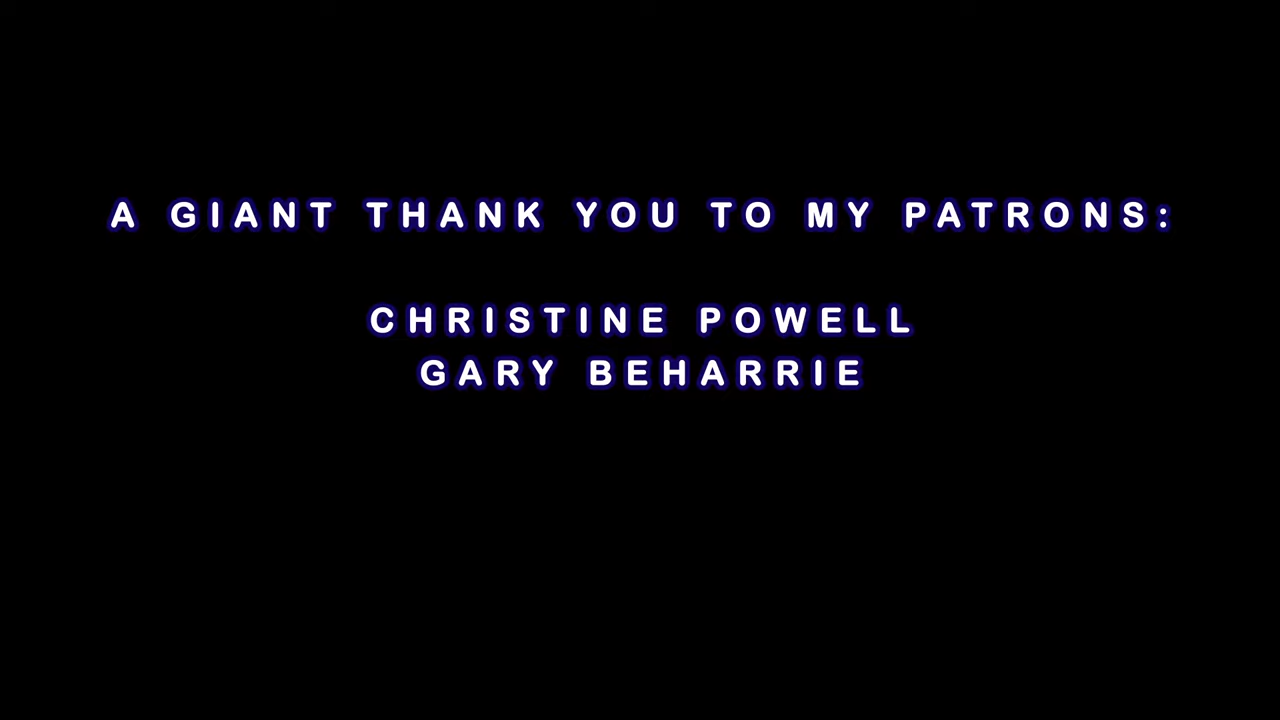 A GIANT THANK YOU TO MY PATRONS:
CHRISTINE POWELL
GARY BEHARRIE